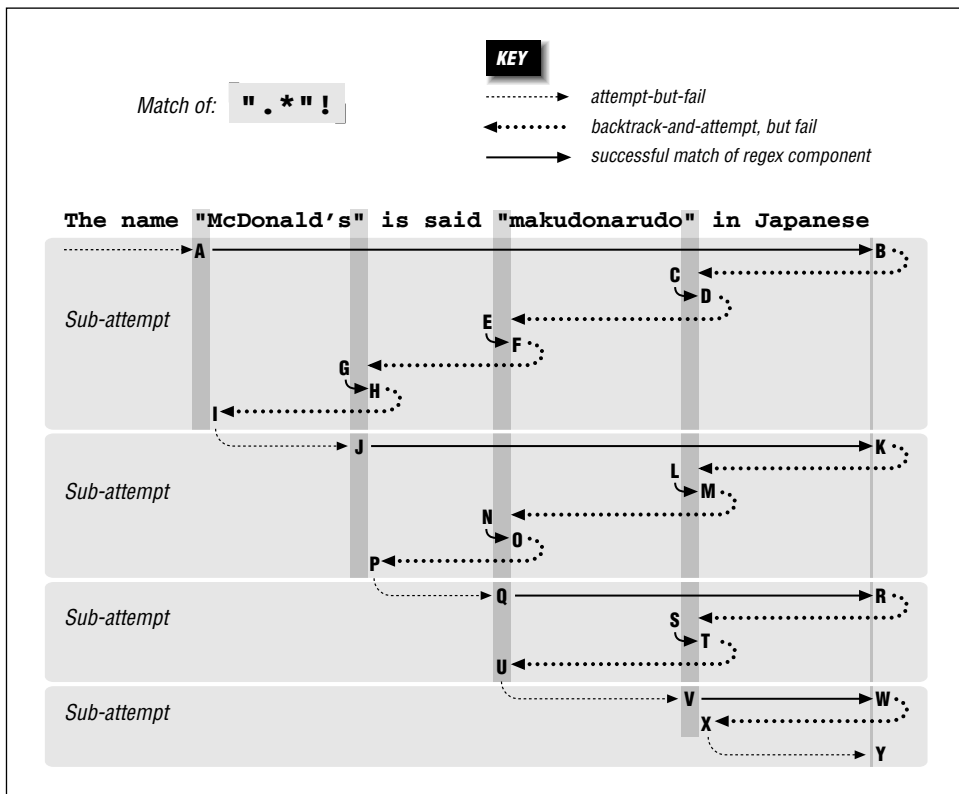 KEY
Match of: ".*"!
attempt-but-fail
backtrack-and-attempt, but fail
successful match of regex component
The name "McDonald’s" is said "makudonarudo" in Japanese
A B
C
D
Sub-attempt
E
F
G
H
I
J K
L
Sub-attempt M
N
O
P
Q R
Sub-attempt S
T
U
V W
Sub-attempt
X
Y